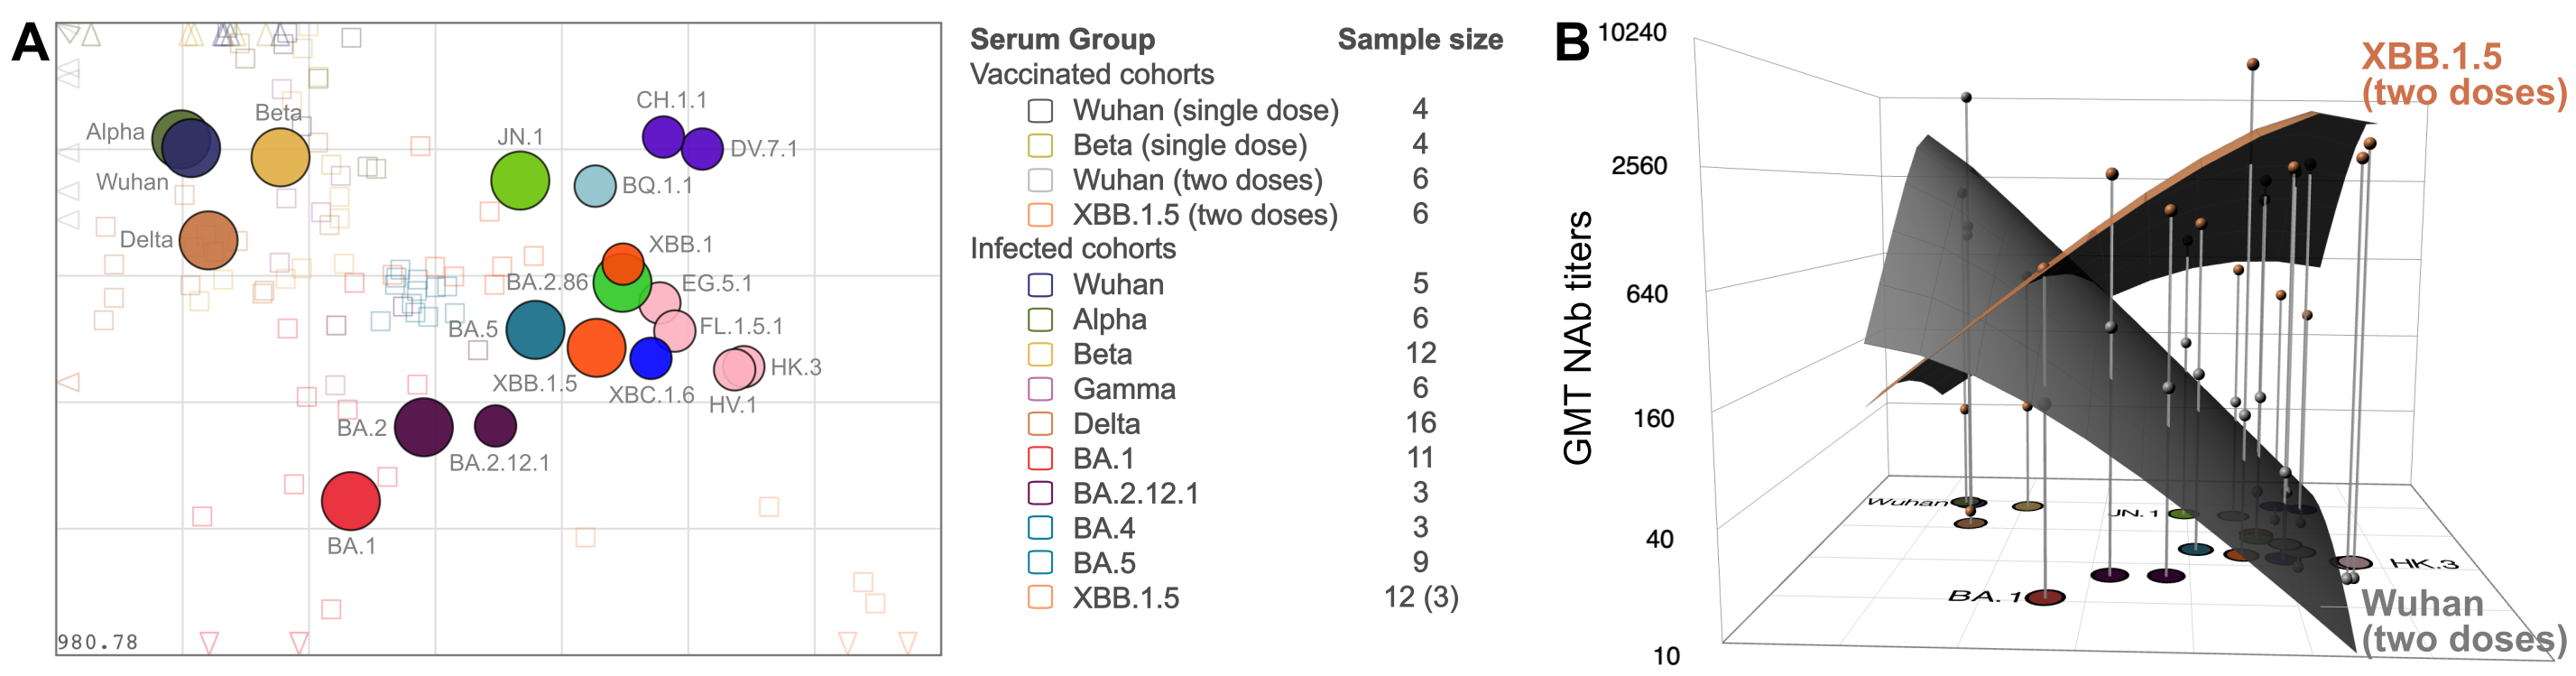 A
Alpha
Wuhan
Beta
Delta
JN.1
CH.1.1
DV.7.1
BQ.1.1
XBB.1
BA.2.86
EG.5.1
BA.5
FL.1.5.1
XBB.1.5
XBC.1.6
HK.3
HV.1
BA.2
BA.2.12.1
BA.1
980.78
Serum Group Sample size
Vaccinated cohorts
Wuhan (single dose) 4
Beta (single dose) 4
Wuhan (two doses) 6
XBB.1.5 (two doses) 6
Infected cohorts
Wuhan 5
Alpha 6
Beta 12
Gamma 6
Delta 16
BA.1 11
BA.2.12.1 3
BA.4 3
BA.5 9
XBB.1.5 12 (3)
B
GMT NAb titers
10240
2560
640
160
40
10
XBB.1.5
(two doses)
Wuhan
JN.1
BA.1
HK.3
Wuhan
(two doses)